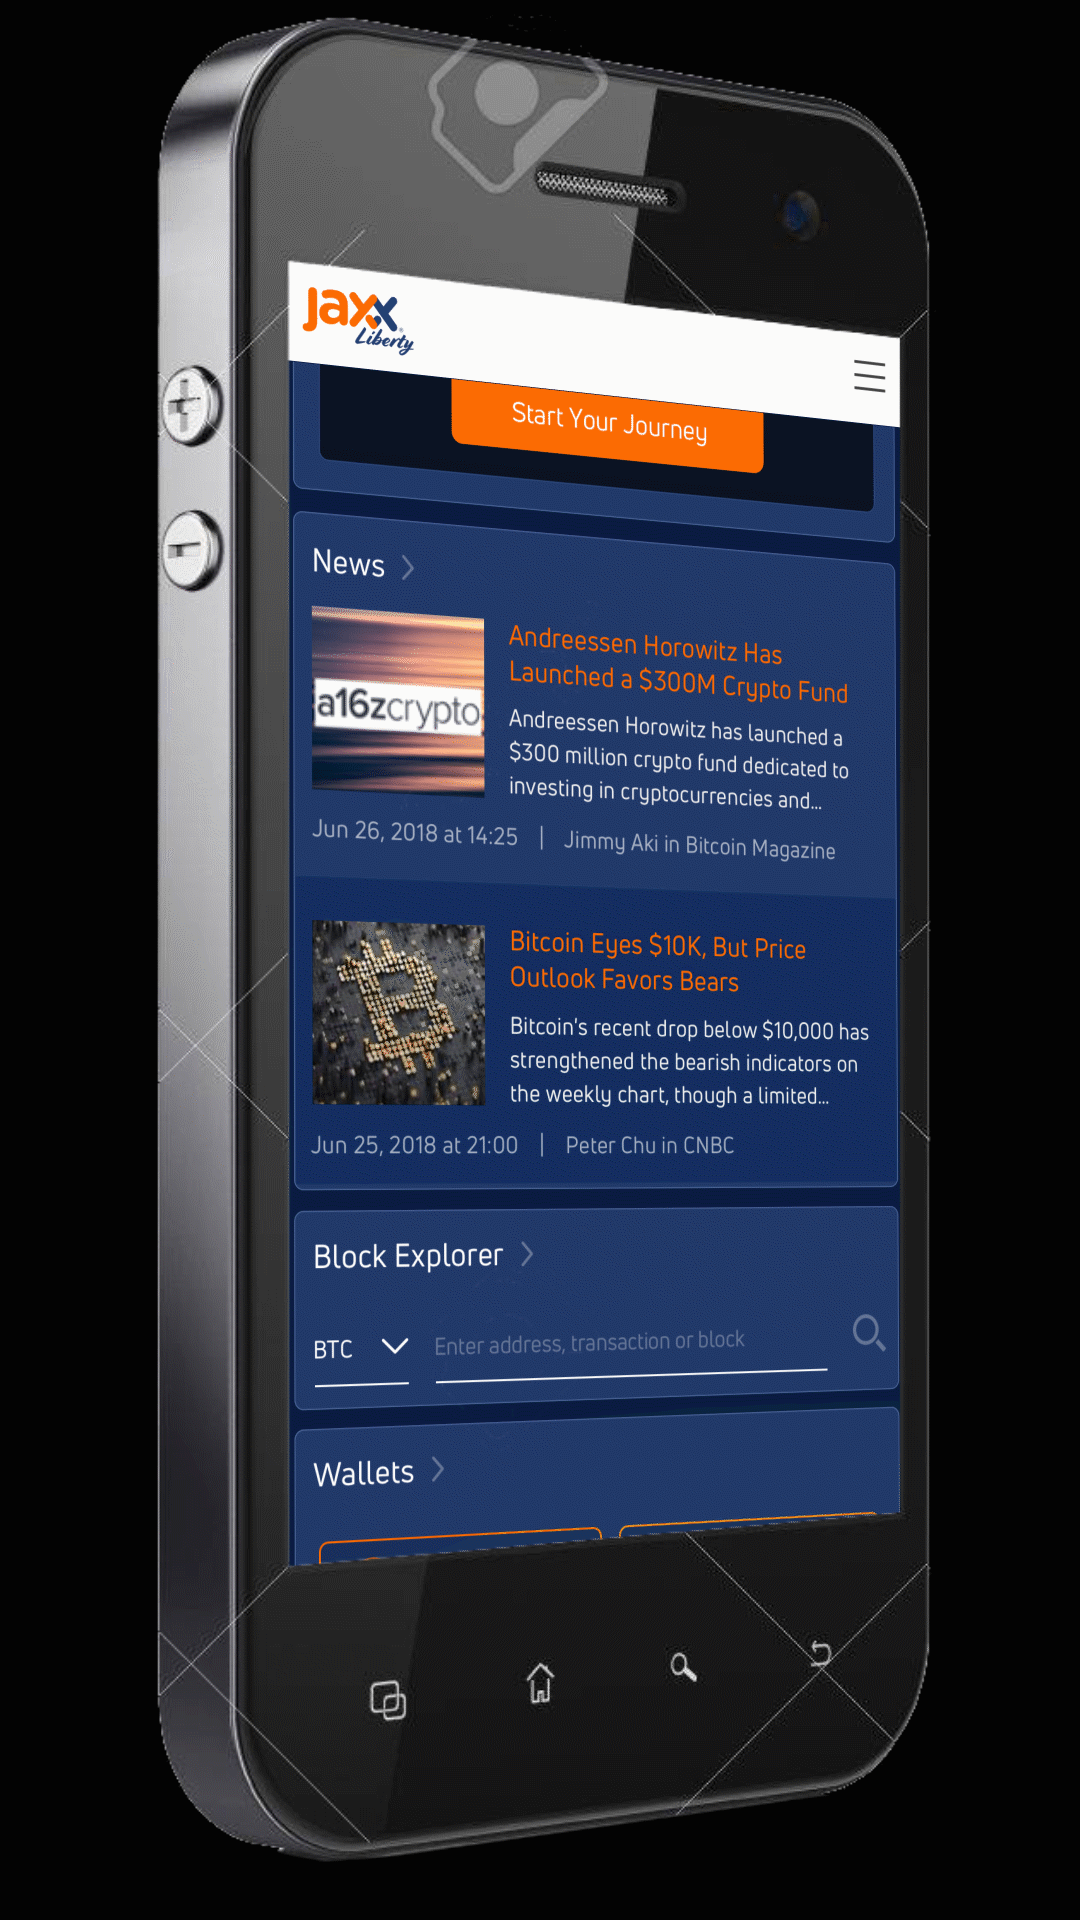 jaxx
Liberty
Start Your Journey
News
a16zcrypto
Andreessen Horowitz Has
Launched a $300M Crypto Fund
Andreessen Horowitz has launched a
$300 million crypto fund dedicated to
investing in cryptocurrencies and...
Jun 26, 2018 at 14:25 | Jimmy Aki in Bitcoin Magazine
Bitcoin Eyes $10K, But Price
Outlook Favors Bears
Bitcoin's recent drop below $10,000 has
strengthened the bearish indicators on
the weekly chart, though a limited...
Jun 25, 2018 at 21:00 | Peter Chu in CNBC
Block Explorer
BTC Enter address, transaction or block
Wallets